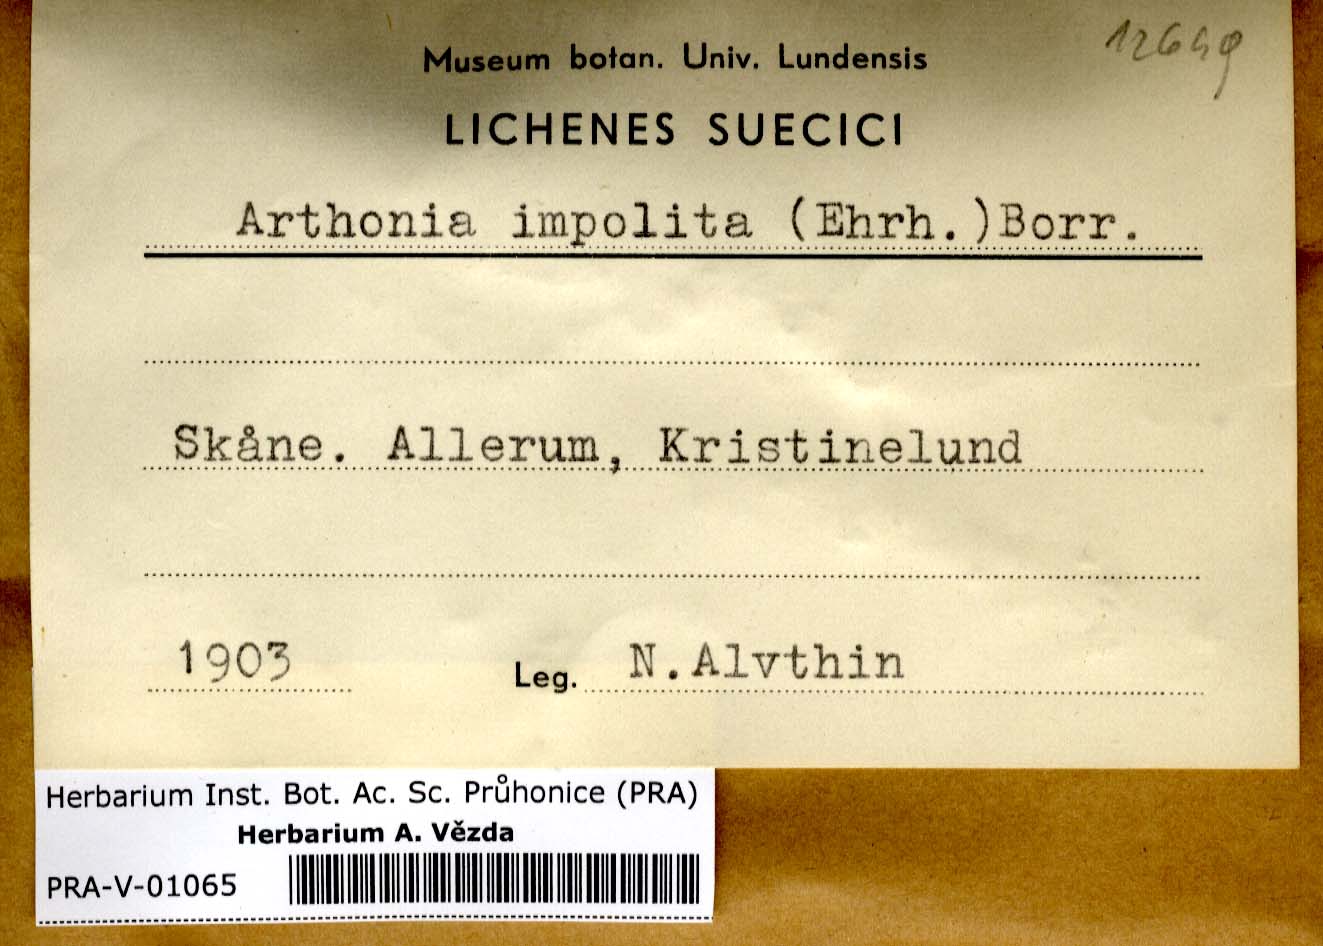 12649
Museum botan. Univ. Lundensis
LICHENES SUECICI
Arthonia impolita (Ehrh.)Borr.
Skåne. Allerum, Kristinelund
1903 Leg. N.Alvthin
Herbarium Inst. Bot. Ac. Sc. Průhonice (PRA)
Herbarium A. Vězda
PRA-V-01065